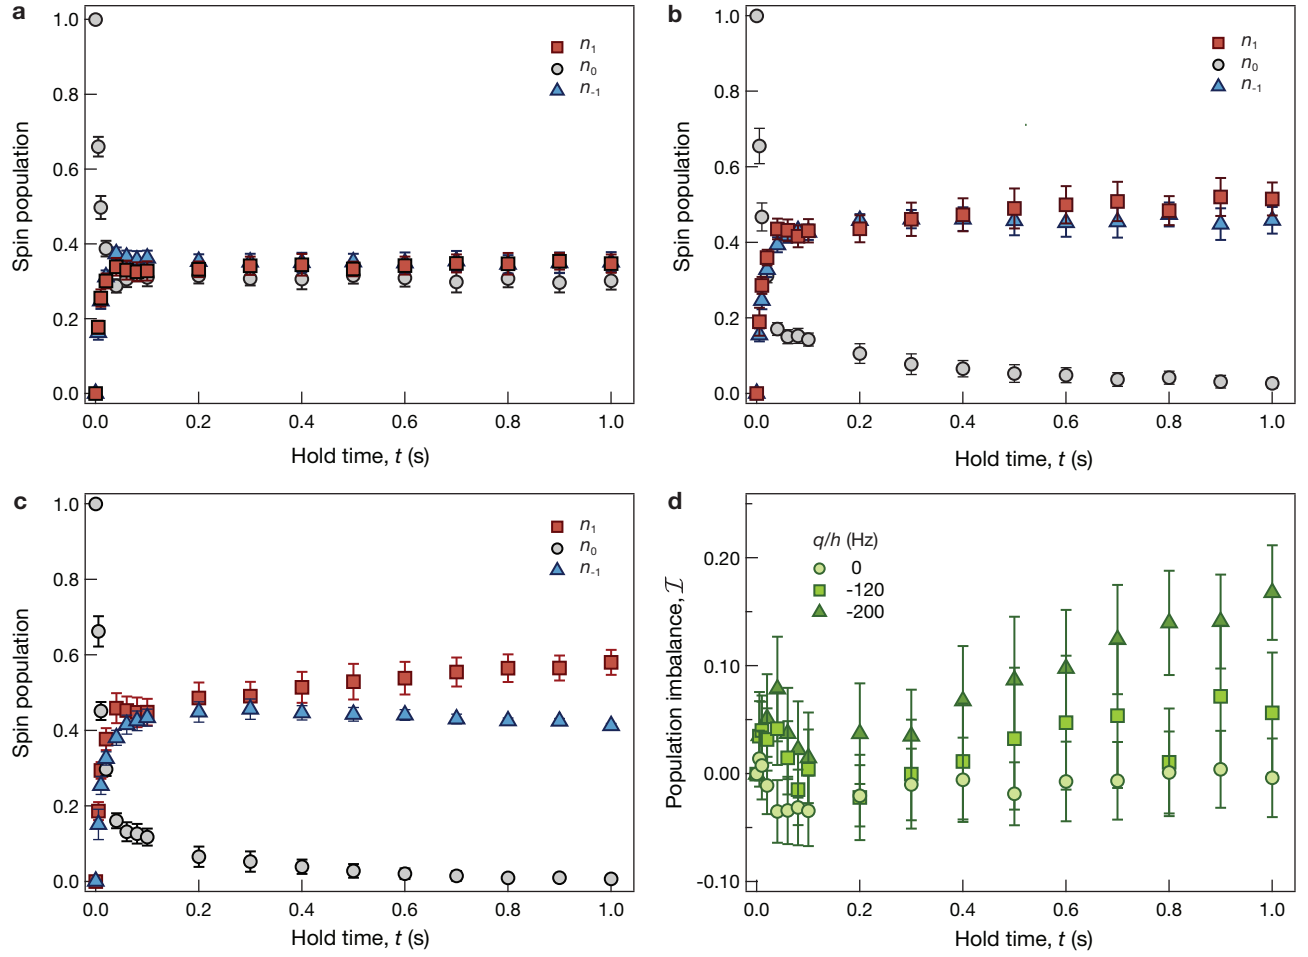 a
1.0
0.8
0.6
0.4
0.2
0.0
Spin population
n1
n0
n-1
0.0 0.2 0.4 0.6 0.8 1.0
Hold time, t (s)
b
1.0
0.8
0.6
0.4
0.2
0.0
Spin population
n1
n0
n-1
0.0 0.2 0.4 0.6 0.8 1.0
Hold time, t (s)
c
1.0
0.8
0.6
0.4
0.2
0.0
Spin population
n1
n0
n-1
0.0 0.2 0.4 0.6 0.8 1.0
Hold time, t (s)
d
0.20
0.10
0.00
-0.10
Population imbalance, ℐ
q/h (Hz)
0
-120
-200
0.0 0.2 0.4 0.6 0.8 1.0
Hold time, t (s)